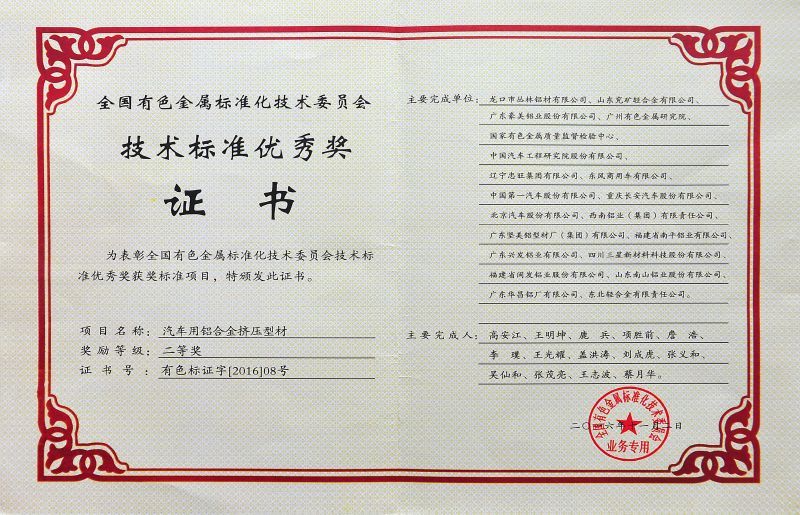 全国有色金属标准化技术委员会
技术标准优秀奖
证 书
为表彰全国有色金属标准化技术委员会技术标
准优秀奖获奖标准项目，特颁发此证书。
项目名称：汽车用铝合金挤压型材
奖励等级：二等奖
证书号：有色标证字[2016]08号
主要完成单位：龙口市丛林铝材有限公司、山东兖矿轻合金有限公司、
广东豪美铝业股份有限公司、广州有色金属研究院、
国家有色金属质量监督检验中心、
中国汽车工程研究院股份有限公司、
辽宁忠旺集团有限公司、东风商用车有限公司、
中国第一汽车股份有限公司、重庆长安汽车股份有限公司、
北京汽车股份有限公司、西南铝业（集团）有限责任公司、
广东坚美铝型材厂（集团）有限公司、福建省南平铝业有限公司、
广东兴发铝业有限公司、四川三星新材料科技股份有限公司、
福建省闽发铝业股份有限公司、山东南山铝业股份有限公司、
广东华昌铝厂有限公司、东北轻合金有限责任公司。
主要完成人：高安江、王明坤、鹿 兵、项胜前、詹 浩、
李 璞、王光耀、盖洪涛、刘成虎、张义和、
吴仙和、张茂亮、王志波、蔡月华。
二〇一六年十一月二日
全国有色金属标准化技术委员会
业务专用